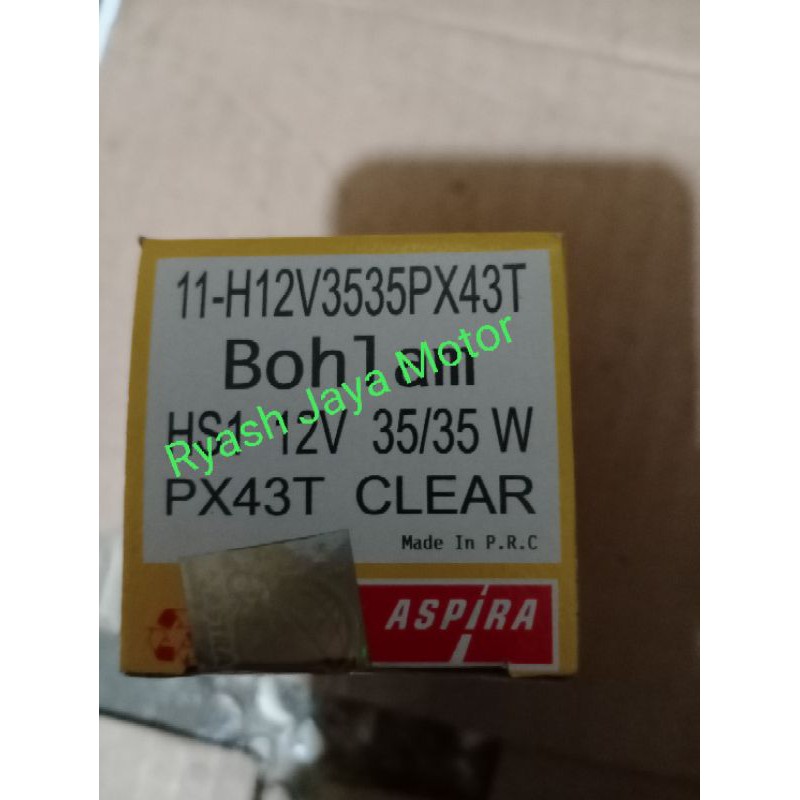 11-H12V3535PX43T
Bohlam
HS1 12V 35/35 W
PX43T CLEAR
Made In P.R.C
ASPIRA
Ryash Jaya Motor